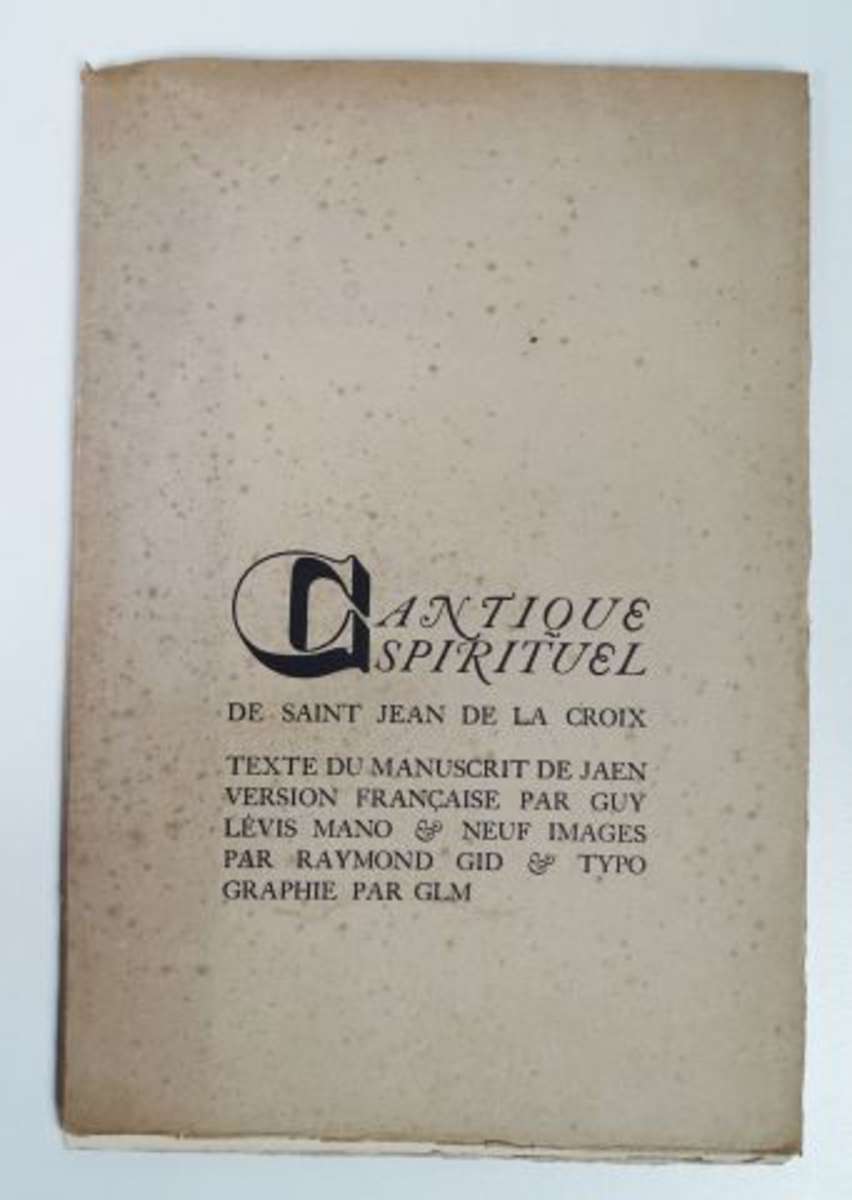 CANTIQUE
SPIRITUEL
DE SAINT JEAN DE LA CROIX
TEXTE DU MANUSCRIT DE JAEN
VERSION FRANÇAISE PAR GUY
LÉVIS MANO & NEUF IMAGES
PAR RAYMOND GID & TYPO
GRAPHIE PAR GLM